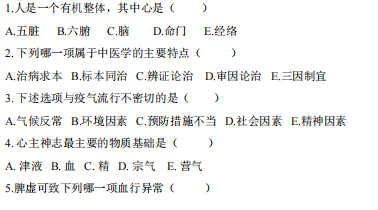 1.人是一个有机整体，其中心是（　　）
A.五脏　B.六腑　C.脑　D.命门　E.经络
2. 下列哪一项属于中医学的主要特点（　　）
A.治病求本　B.标本同治　C.辨证论治　D.审因论治　E.三因制宜
3. 下述选项与疫气流行不密切的是（　　）
A.气候反常　B.环境因素　C.预防措施不当　D.社会因素　E.精神因素
4. 心主神志最主要的物质基础是（　　）
A. 津液　B. 血　C. 精　D. 宗气　E. 营气
5.脾虚可致下列哪一项血行异常（　　）